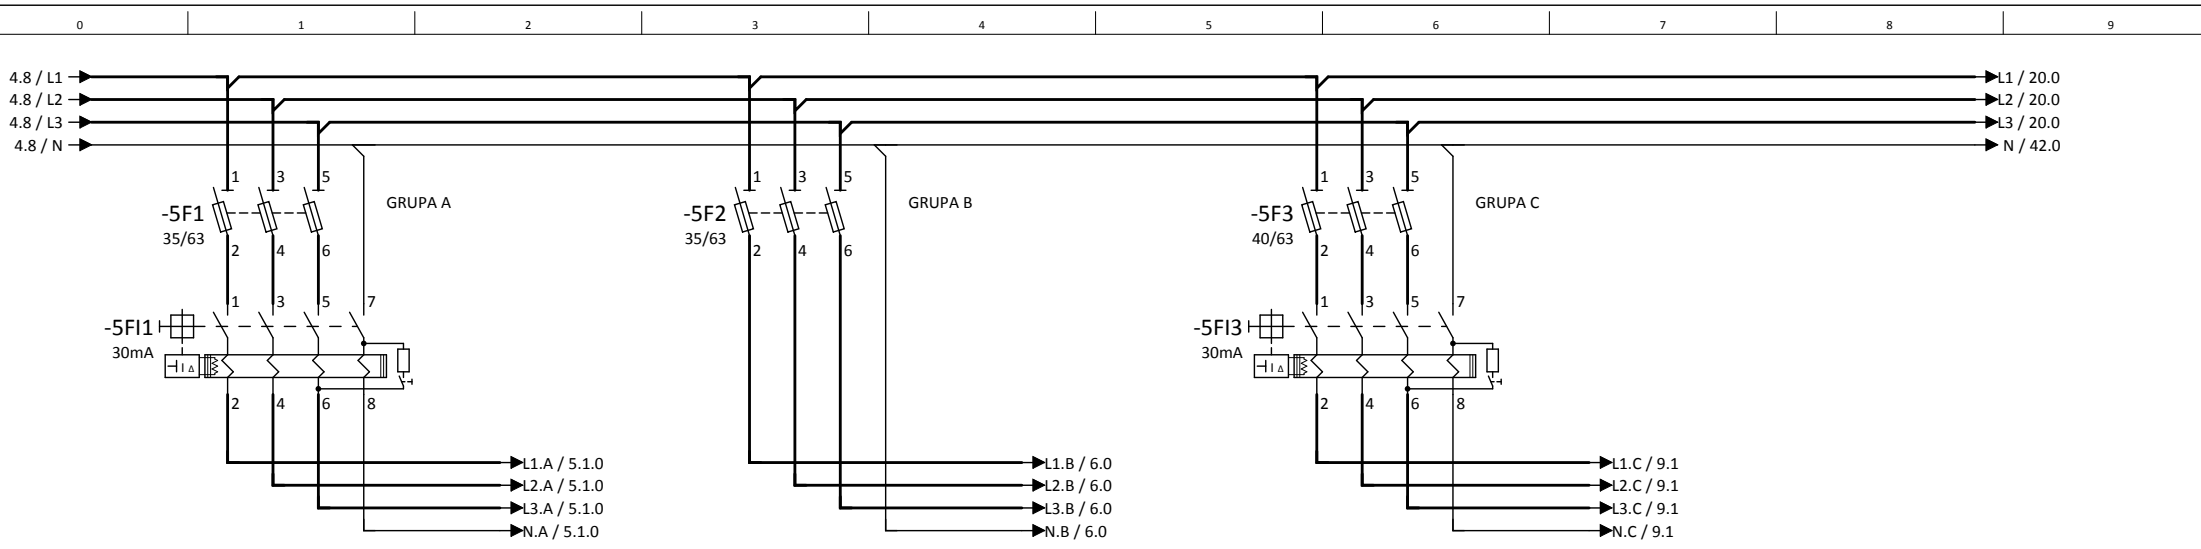 0 1 2 3 4 5 6 7 8 9
4.8 / L1 L1 / 20.0
4.8 / L2 L2 / 20.0
4.8 / L3 L3 / 20.0
4.8 / N N / 42.0
1 3 5 1 3 5 1 3 5
-5F1 GRUPA A -5F2 GRUPA B -5F3 GRUPA C
35/63 35/63 40/63
2 4 6 2 4 6 2 4 6
1 3 5 7 1 3 5 7
-5FI1 -5FI3
30mA 30mA
I Δ I Δ
2 4 6 8 2 4 6 8
L1.A / 5.1.0 L1.B / 6.0 L1.C / 9.1
L2.A / 5.1.0 L2.B / 6.0 L2.C / 9.1
L3.A / 5.1.0 L3.B / 6.0 L3.C / 9.1
N.A / 5.1.0 N.B / 6.0 N.C / 9.1